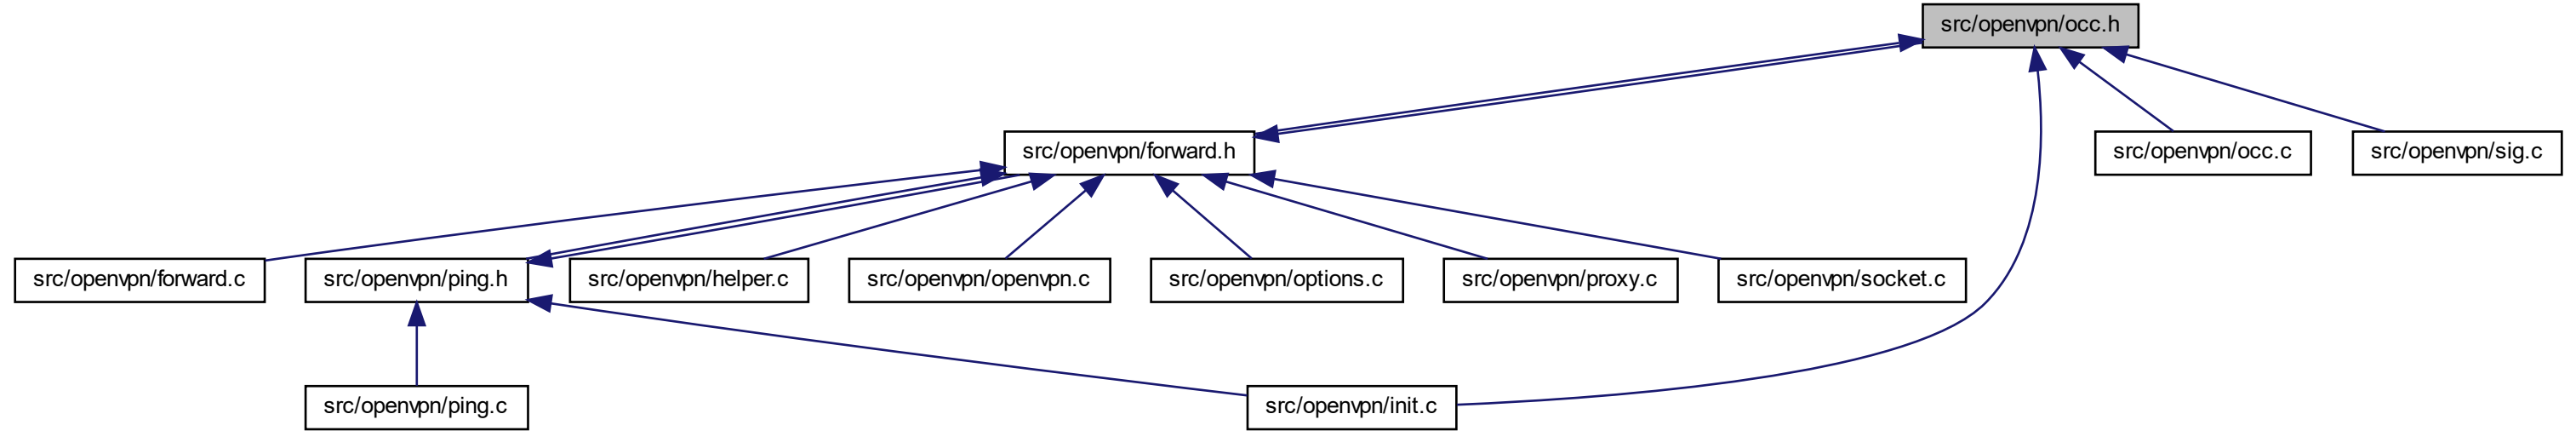 src/openvpn/occ.h
src/openvpn/forward.h
src/openvpn/occ.c
src/openvpn/sig.c
src/openvpn/forward.c
src/openvpn/ping.h
src/openvpn/helper.c
src/openvpn/openvpn.c
src/openvpn/options.c
src/openvpn/proxy.c
src/openvpn/socket.c
src/openvpn/ping.c
src/openvpn/init.c